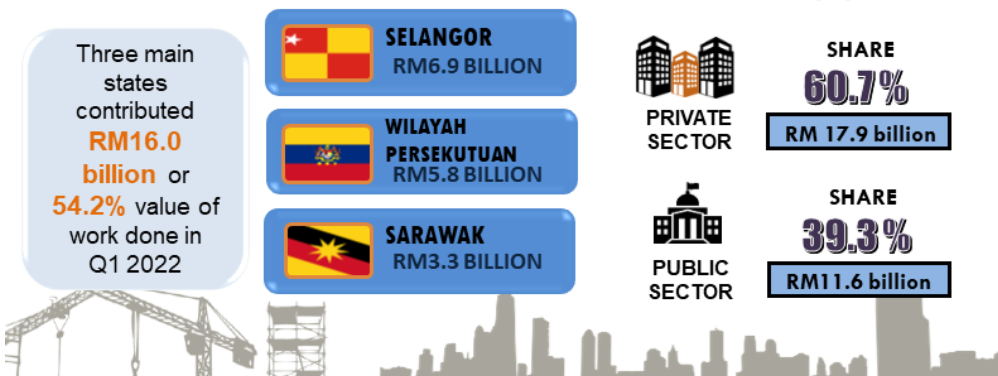 Three main
states
contributed
RM16.0
billion or
54.2% value of
work done in
Q1 2022
SELANGOR
RM6.9 BILLION
WILAYAH
PERSEKUTUAN
RM5.8 BILLION
SARAWAK
RM3.3 BILLION
PRIVATE
SECTOR
SHARE
60.7%
RM 17.9 billion
PUBLIC
SECTOR
SHARE
39.3%
RM11.6 billion